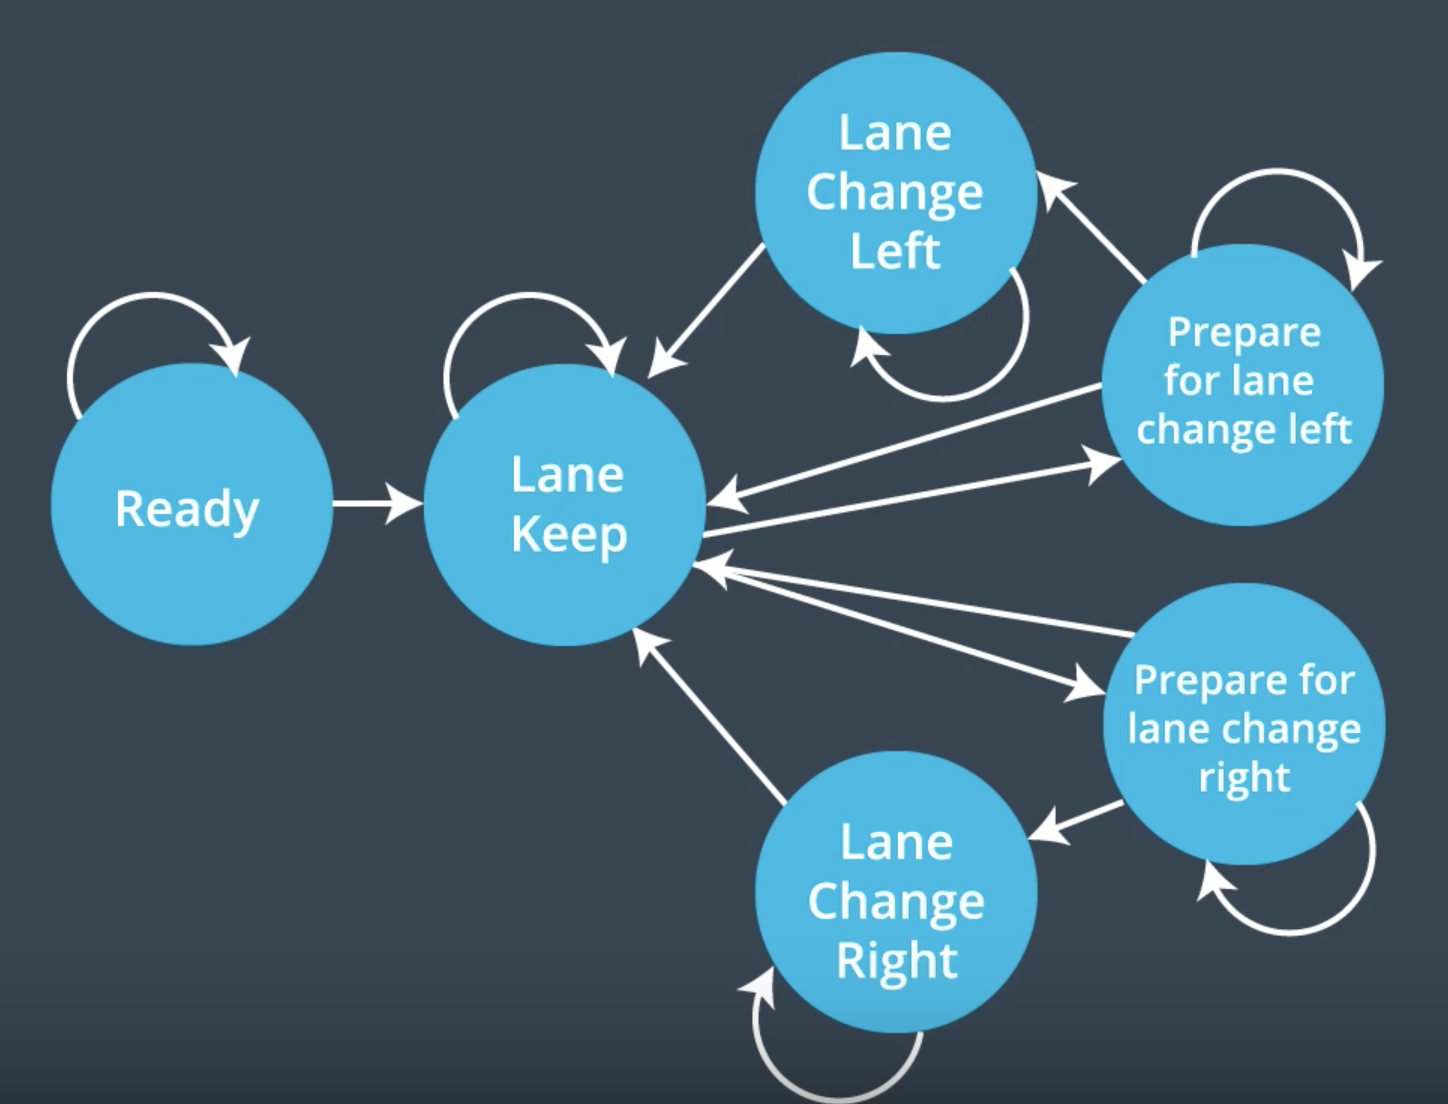 Lane
Change
Left
Prepare
for lane
change left
Ready
Lane
Keep
Prepare for
lane change
right
Lane
Change
Right